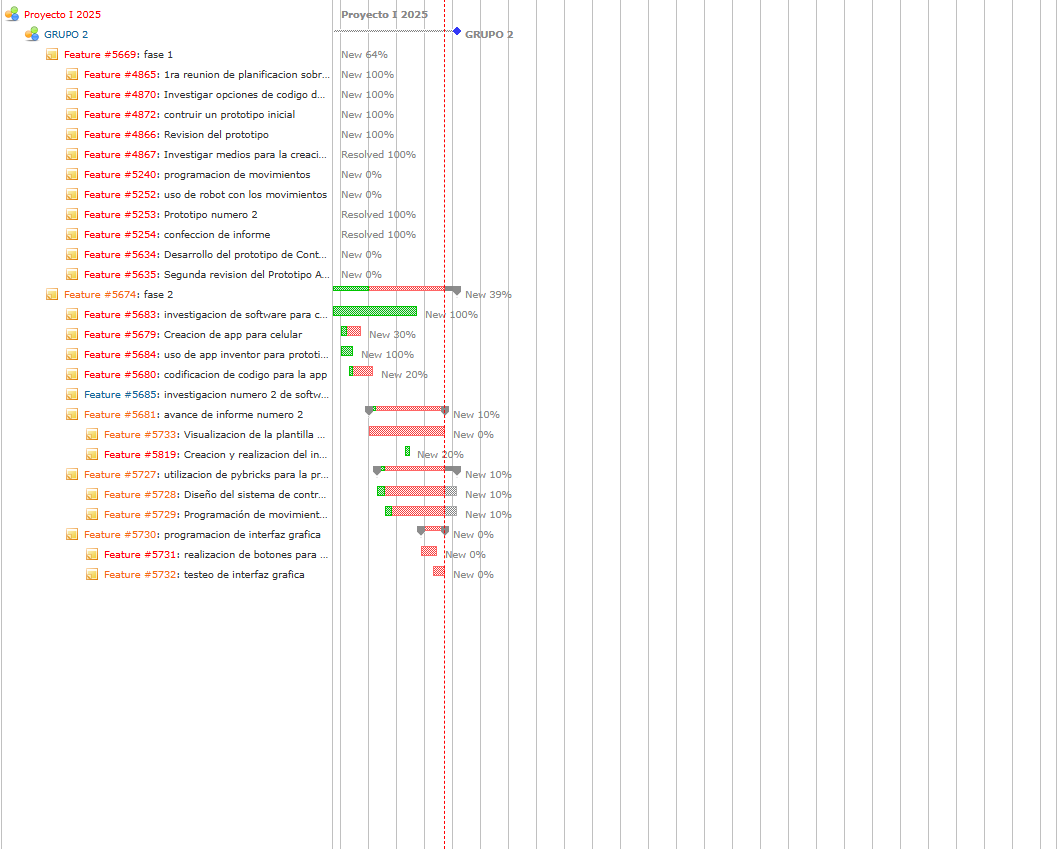 Proyecto I 2025 Proyecto I 2025
GRUPO 2 GRUPO 2
Feature #5669: fase 1 New 64%
Feature #4865: 1ra reunion de planificacion sobr... New 100%
Feature #4870: Investigar opciones de codigo d... New 100%
Feature #4872: contruir un prototipo inicial New 100%
Feature #4866: Revision del prototipo New 100%
Feature #4867: Investigar medios para la creaci... Resolved 100%
Feature #5240: programacion de movimientos New 0%
Feature #5252: uso de robot con los movimientos New 0%
Feature #5253: Prototipo numero 2 Resolved 100%
Feature #5254: confeccion de informe Resolved 100%
Feature #5634: Desarrollo del prototipo de Cont... New 0%
Feature #5635: Segunda revision del Prototipo A... New 0%
Feature #5674: fase 2 New 39%
Feature #5683: investigacion de software para c... New 100%
Feature #5679: Creacion de app para celular New 30%
Feature #5684: uso de app inventor para prototi... New 100%
Feature #5680: codificacion de codigo para la app New 20%
Feature #5685: investigacion numero 2 de softw...
Feature #5681: avance de informe numero 2 New 10%
Feature #5733: Visualizacion de la plantilla ... New 0%
Feature #5819: Creacion y realizacion del in... New 20%
Feature #5727: utilizacion de pybricks para la pr... New 10%
Feature #5728: Diseño del sistema de contr... New 10%
Feature #5729: Programación de movimient... New 10%
Feature #5730: programacion de interfaz grafica New 0%
Feature #5731: realizacion de botones para ... New 0%
Feature #5732: testeo de interfaz grafica New 0%